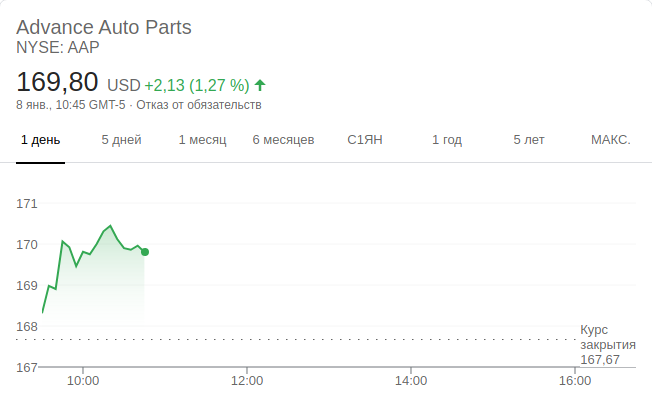 Advance Auto Parts
NYSE: AAP
169,80 USD +2,13 (1,27 %)
8 янв., 10:45 GMT-5 · Отказ от обязательств
1 день 5 дней 1 месяц 6 месяцев С1ЯН 1 год 5 лет МАКС.
171
170
169
168
Курс
закрытия
167,67
167
10:00 12:00 14:00 16:00